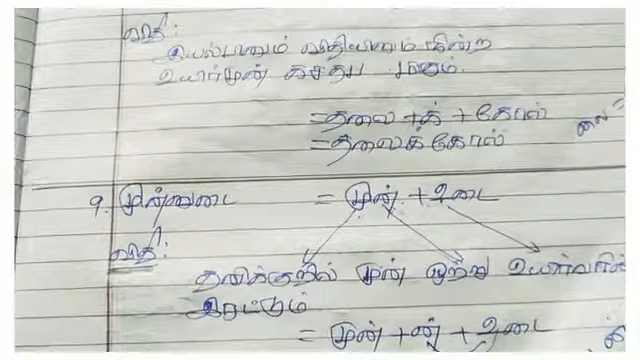 விதி:
இயல்பினும் விதியினும் நின்ற
உயிர்முன் கசதப மிகும்.
=தலை +க் +கோல்
=தலைக்கோல்
9. முன்னுடை = முன் + உடை
விதி:
தனிக்குறில் முன் ஒற்று உயிர்வரின்
இரட்டும்
= முன் +ன் + உடை